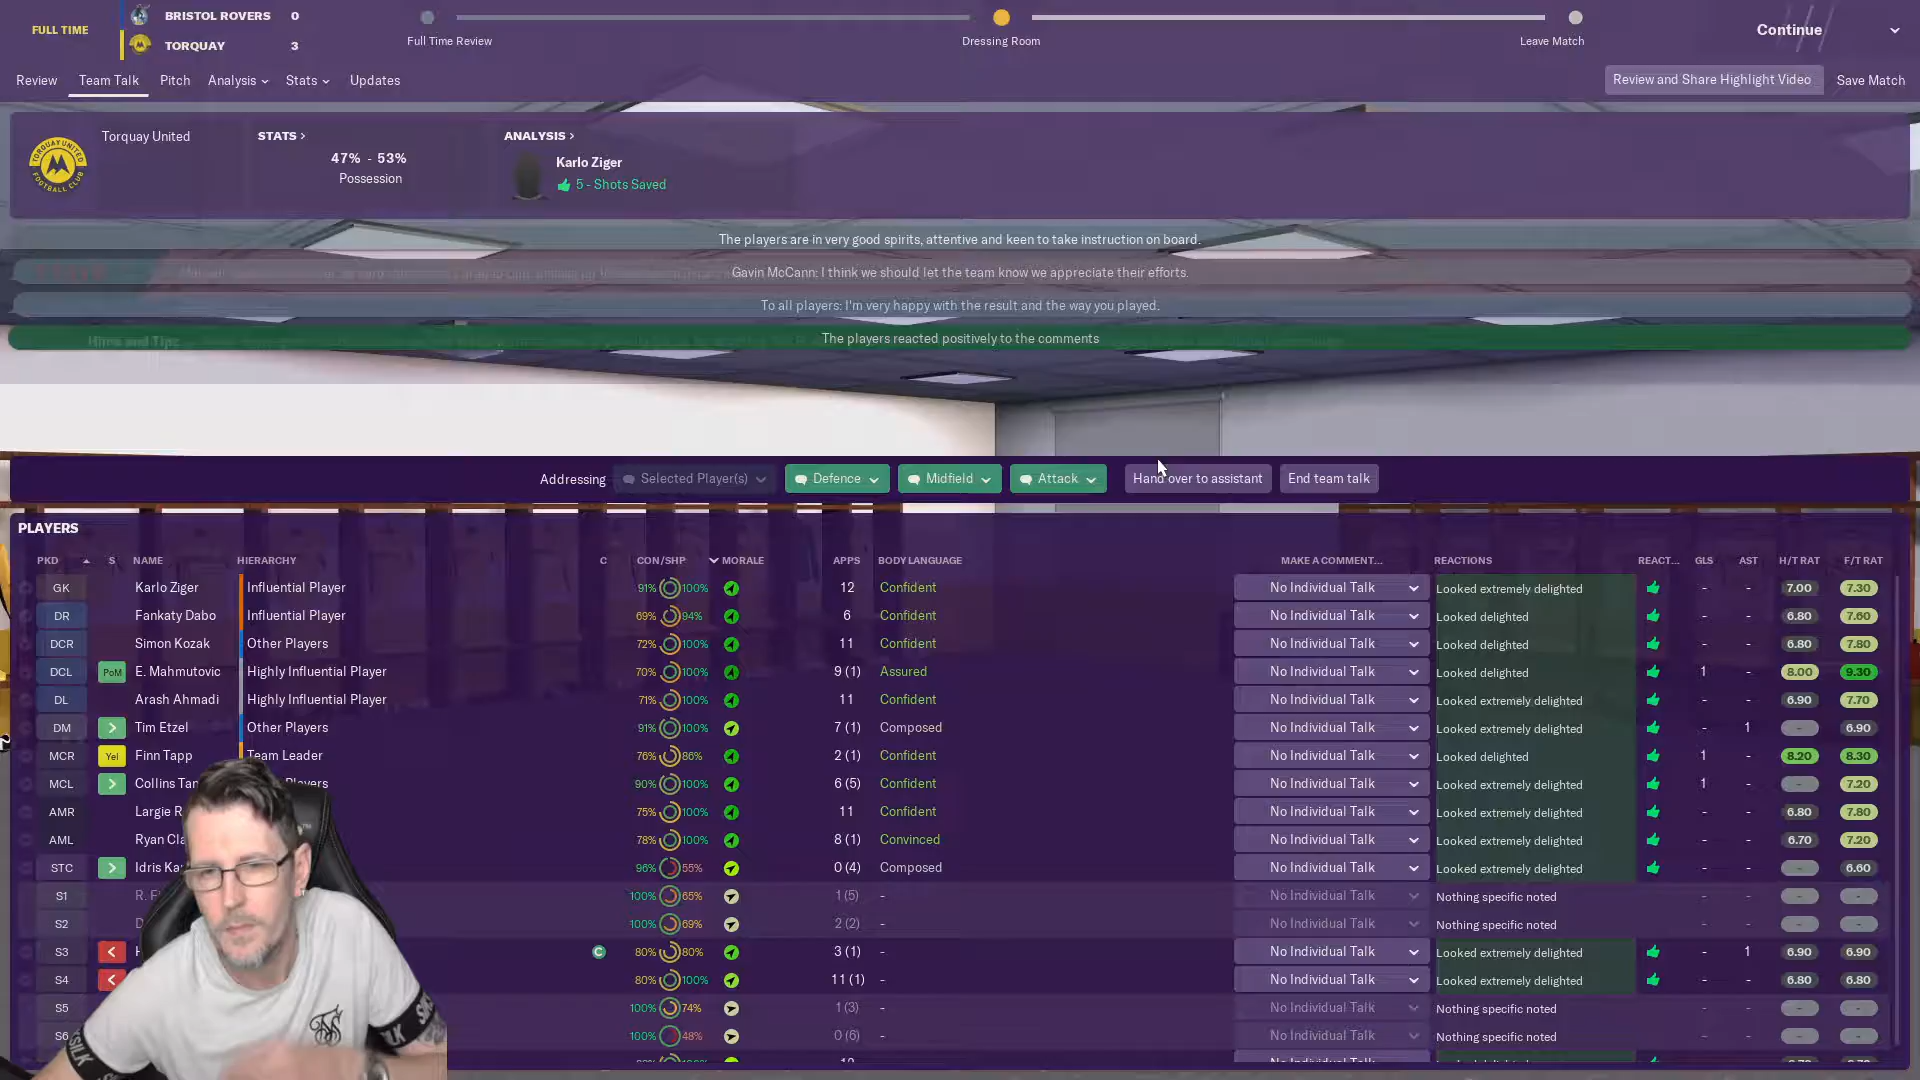 FULL TIME
BRISTOL ROVERS 0
TORQUAY 3
Full Time Review
Dressing Room
Leave Match
Continue
Review Team Talk Pitch Analysis Stats Updates
Review and Share Highlight Video Save Match
TORQUAY UNITED FOOTBALL CLUB
Torquay United
STATS >
47% - 53%
Possession
ANALYSIS >
Karlo Ziger
5 - Shots Saved
The players are in very good spirits, attentive and keen to take instruction on board.
Gavin McCann: I think we should let the team know we appreciate their efforts.
To all players: I'm very happy with the result and the way you played.
The players reacted positively to the comments
Hints and Tips
Addressing Selected Player(s) Defence Midfield Attack Hand over to assistant End team talk
PLAYERS
PKD S NAME HIERARCHY C CON/SHP MORALE APPS BODY LANGUAGE MAKE A COMMENT... REACTIONS REACT... GLS AST H/T RAT F/T RAT
GK Karlo Ziger Influential Player 91% 100% 12 Confident No Individual Talk Looked extremely delighted - - 7.00 7.30
DR Fankaty Dabo Influential Player 69% 94% 6 Confident No Individual Talk Looked delighted - - 6.80 7.60
DCR Simon Kozak Other Players 72% 100% 11 Confident No Individual Talk Looked delighted - - 6.80 7.80
DCL PoM E. Mahmutovic Highly Influential Player 70% 100% 9 (1) Assured No Individual Talk Looked delighted 1 - 8.00 9.30
DL Arash Ahmadi Highly Influential Player 71% 100% 11 Confident No Individual Talk Looked extremely delighted - - 6.90 7.70
DM Tim Etzel Other Players 91% 100% 7 (1) Composed No Individual Talk Looked extremely delighted - 1 - 6.90
MCR Yel Finn Tapp Team Leader 76% 86% 2 (1) Confident No Individual Talk Looked delighted 1 - 8.20 8.30
MCL Collins Players 90% 100% 6 (5) Confident No Individual Talk Looked extremely delighted 1 - - 7.20
AMR Largie 75% 100% 11 Confident No Individual Talk Looked extremely delighted - - 6.80 7.80
AML Ryan 78% 100% 8 (1) Convinced No Individual Talk Looked extremely delighted - - 6.70 7.20
STC Idris 96% 55% 0 (4) Composed No Individual Talk Looked extremely delighted - - - 6.60
S1 R. 100% 65% 1 (5) - No Individual Talk Nothing specific noted - - - -
S2 100% 69% 2 (2) - No Individual Talk Nothing specific noted - - - -
S3 C 80% 80% 3 (1) - No Individual Talk Looked extremely delighted - 1 6.90 6.90
S4 80% 100% 11 (1) - No Individual Talk Looked extremely delighted - - 6.80 6.80
S5 100% 74% 1 (3) - No Individual Talk Nothing specific noted - - - -
S6 100% 48% 0 (6) - No Individual Talk Nothing specific noted - - - -
SILK